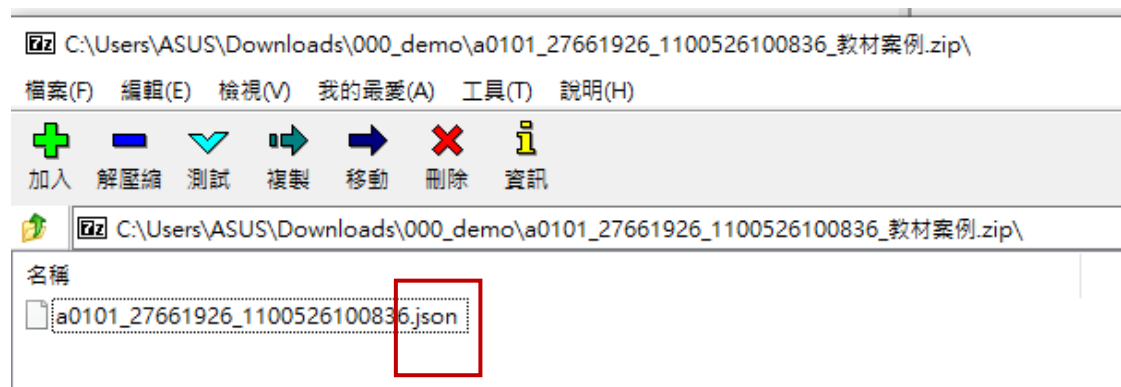 7z C:\Users\ASUS\Downloads\000_demo\a0101_27661926_1100526100836_教材案例.zip\
檔案(F) 編輯(E) 檢視(V) 我的最愛(A) 工具(T) 說明(H)
加入 解壓縮 測試 複製 移動 刪除 資訊
7z C:\Users\ASUS\Downloads\000_demo\a0101_27661926_1100526100836_教材案例.zip\
名稱
a0101_27661926_1100526100836.json